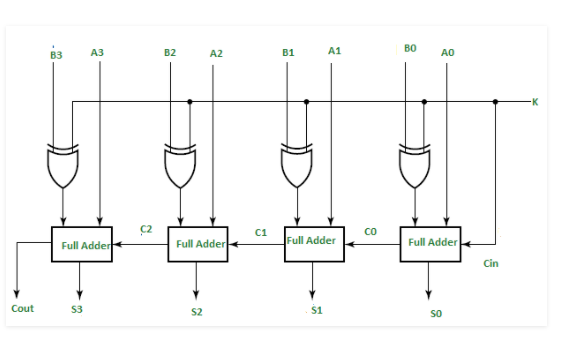 B3 A3 B2 A2 B1 A1 B0 A0
K
Full Adder C2 Full Adder C1 Full Adder C0 Full Adder
Cin
Cout S3 S2 S1 S0